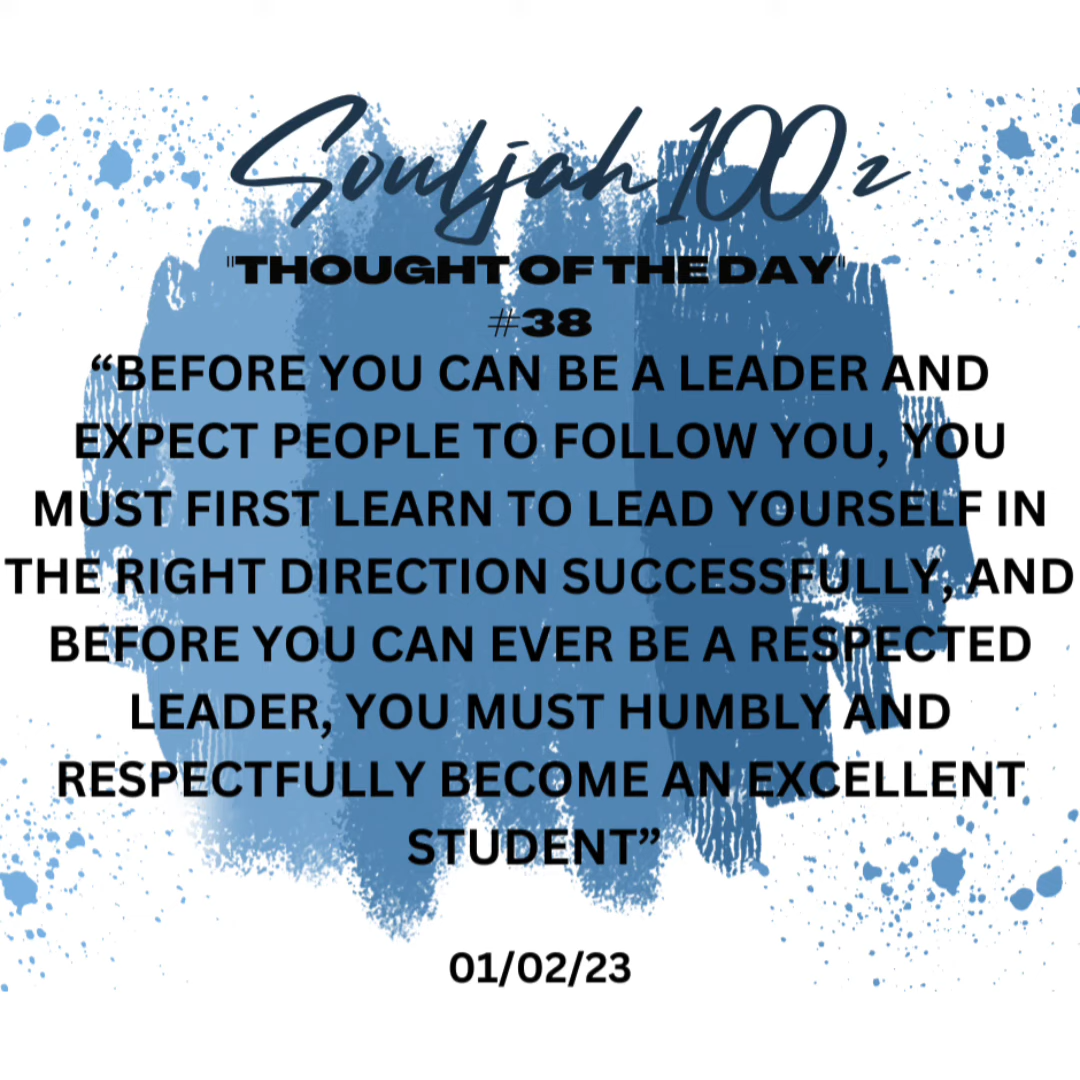 Souljah100z
"THOUGHT OF THE DAY"
#38
“BEFORE YOU CAN BE A LEADER AND
EXPECT PEOPLE TO FOLLOW YOU, YOU
MUST FIRST LEARN TO LEAD YOURSELF IN
THE RIGHT DIRECTION SUCCESSFULLY, AND
BEFORE YOU CAN EVER BE A RESPECTED
LEADER, YOU MUST HUMBLY AND
RESPECTFULLY BECOME AN EXCELLENT
STUDENT”
01/02/23